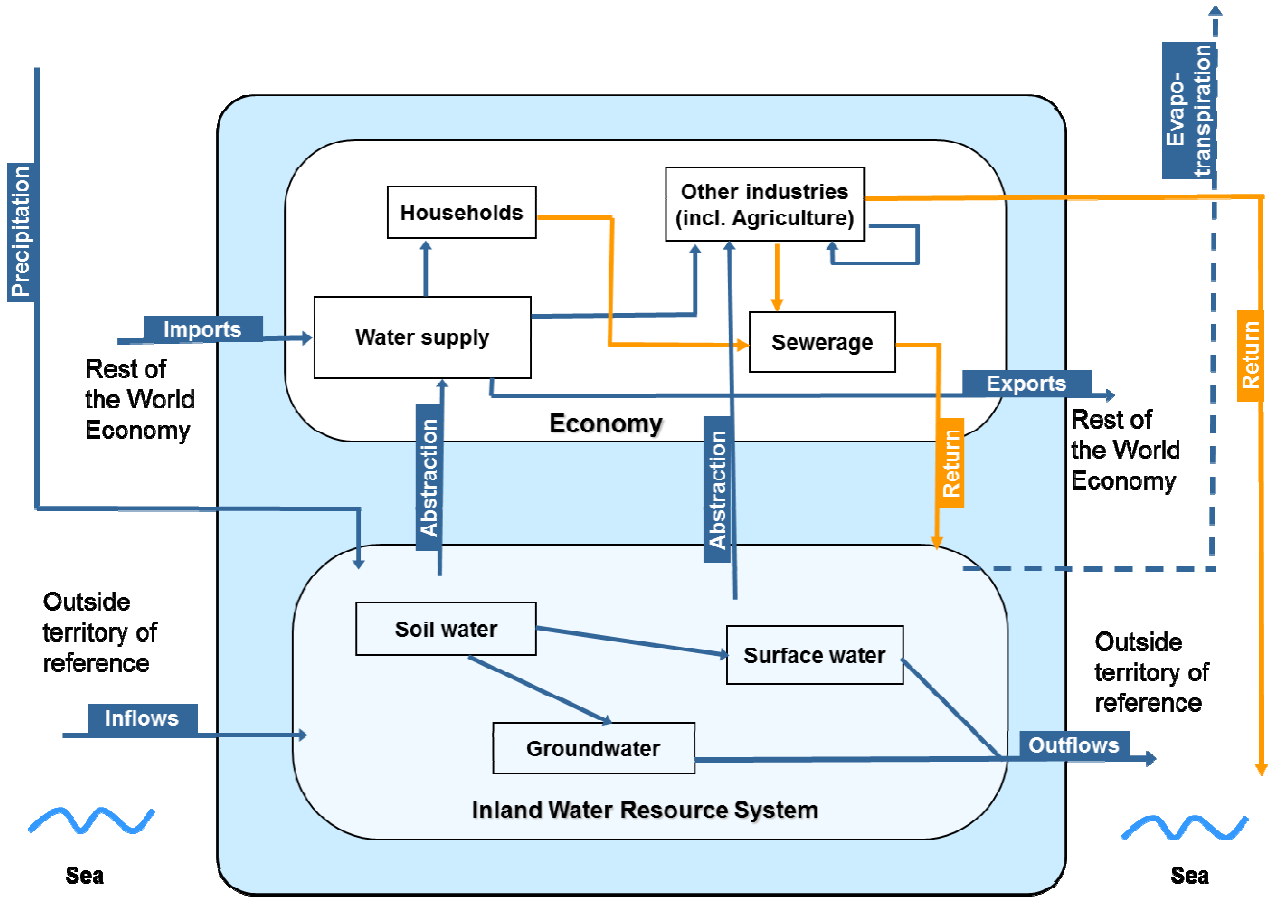 Evapo-
transpiration
Precipitation
Households
Other industries
(incl. Agriculture)
Imports
Water supply
Sewerage
Return
Rest of
the World
Economy
Exports
Economy
Rest of
the World
Economy
Abstraction
Abstraction
Return
Outside
territory of
reference
Soil water
Surface water
Outside
territory of
reference
Inflows
Groundwater
Outflows
Inland Water Resource System
Sea
Sea